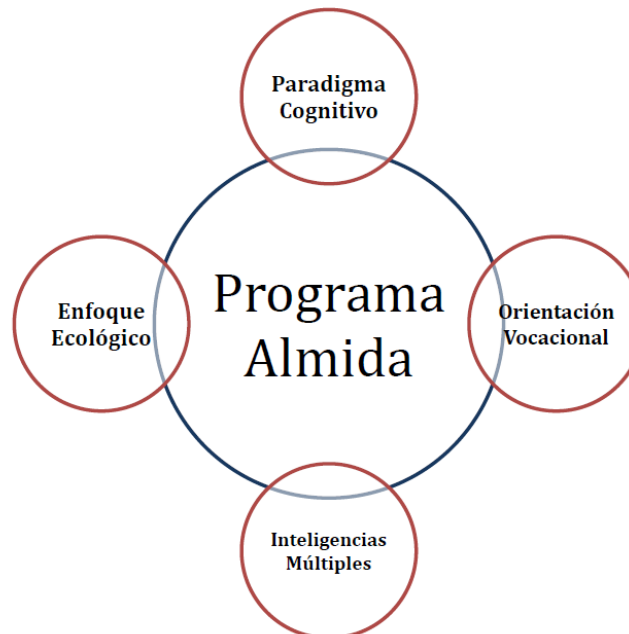 Paradigma
Cognitivo
Enfoque
Ecológico
Programa
Almida
Orientación
Vocacional
Inteligencias
Múltiples